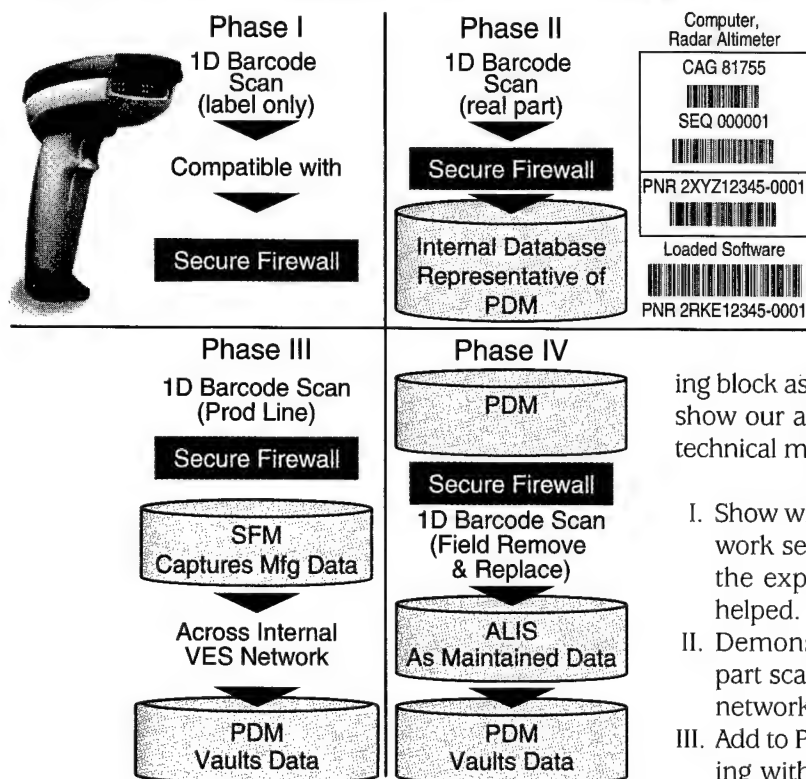 Phase I
1D Barcode
Scan
(label only)
Compatible with
Secure Firewall
Phase II
1D Barcode
Scan
(real part)
Secure Firewall
Internal Database
Representative of
PDM
Computer,
Radar Altimeter
CAG 81755
SEQ 000001
PNR 2XYZ12345-0001
Loaded Software
PNR 2RKE12345-0001
Phase III
1D Barcode Scan
(Prod Line)
Secure Firewall
SFM
Captures Mfg Data
Across Internal
VES Network
PDM
Vaults Data
Phase IV
PDM
Secure Firewall
1D Barcode Scan
(Field Remove
& Replace)
ALIS
As Maintained Data
PDM
Vaults Data
ing block as
show our a
technical m
I. Show w
work se
the exp
helped.
II. Demons
part sca
network
III. Add to P
ing with